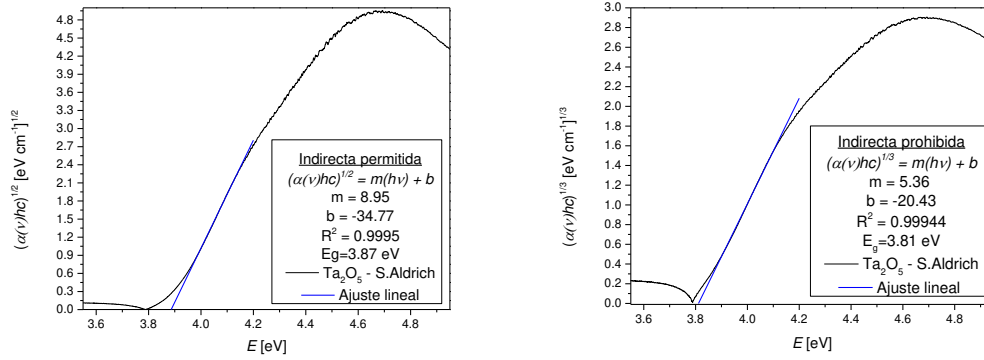 4.8
4.5
4.2
3.9
3.6
3.3
3.0
2.7
2.4
2.1
1.8
1.5
1.2
0.9
0.6
0.3
0.0
(α(ν)hc)^{1/2} [eV cm^{-1}]^{1/2}
3.6 3.8 4.0 4.2 4.4 4.6 4.8
E [eV]
Indirecta permitida
(α(ν)hc)^{1/2} = m(hν) + b
m = 8.95
b = -34.77
R^2 = 0.9995
Eg=3.87 eV
Ta_2O_5 - S.Aldrich
Ajuste lineal
3.0
2.8
2.6
2.4
2.2
2.0
1.8
1.6
1.4
1.2
1.0
0.8
0.6
0.4
0.2
0.0
(α(ν)hc)^{1/3} [eV cm^{-1}]^{1/3}
3.6 3.8 4.0 4.2 4.4 4.6 4.8
E [eV]
Indirecta prohibida
(α(ν)hc)^{1/3} = m(hν) + b
m = 5.36
b = -20.43
R^2 = 0.99944
E_g=3.81 eV
Ta_2O_5 - S.Aldrich
Ajuste lineal